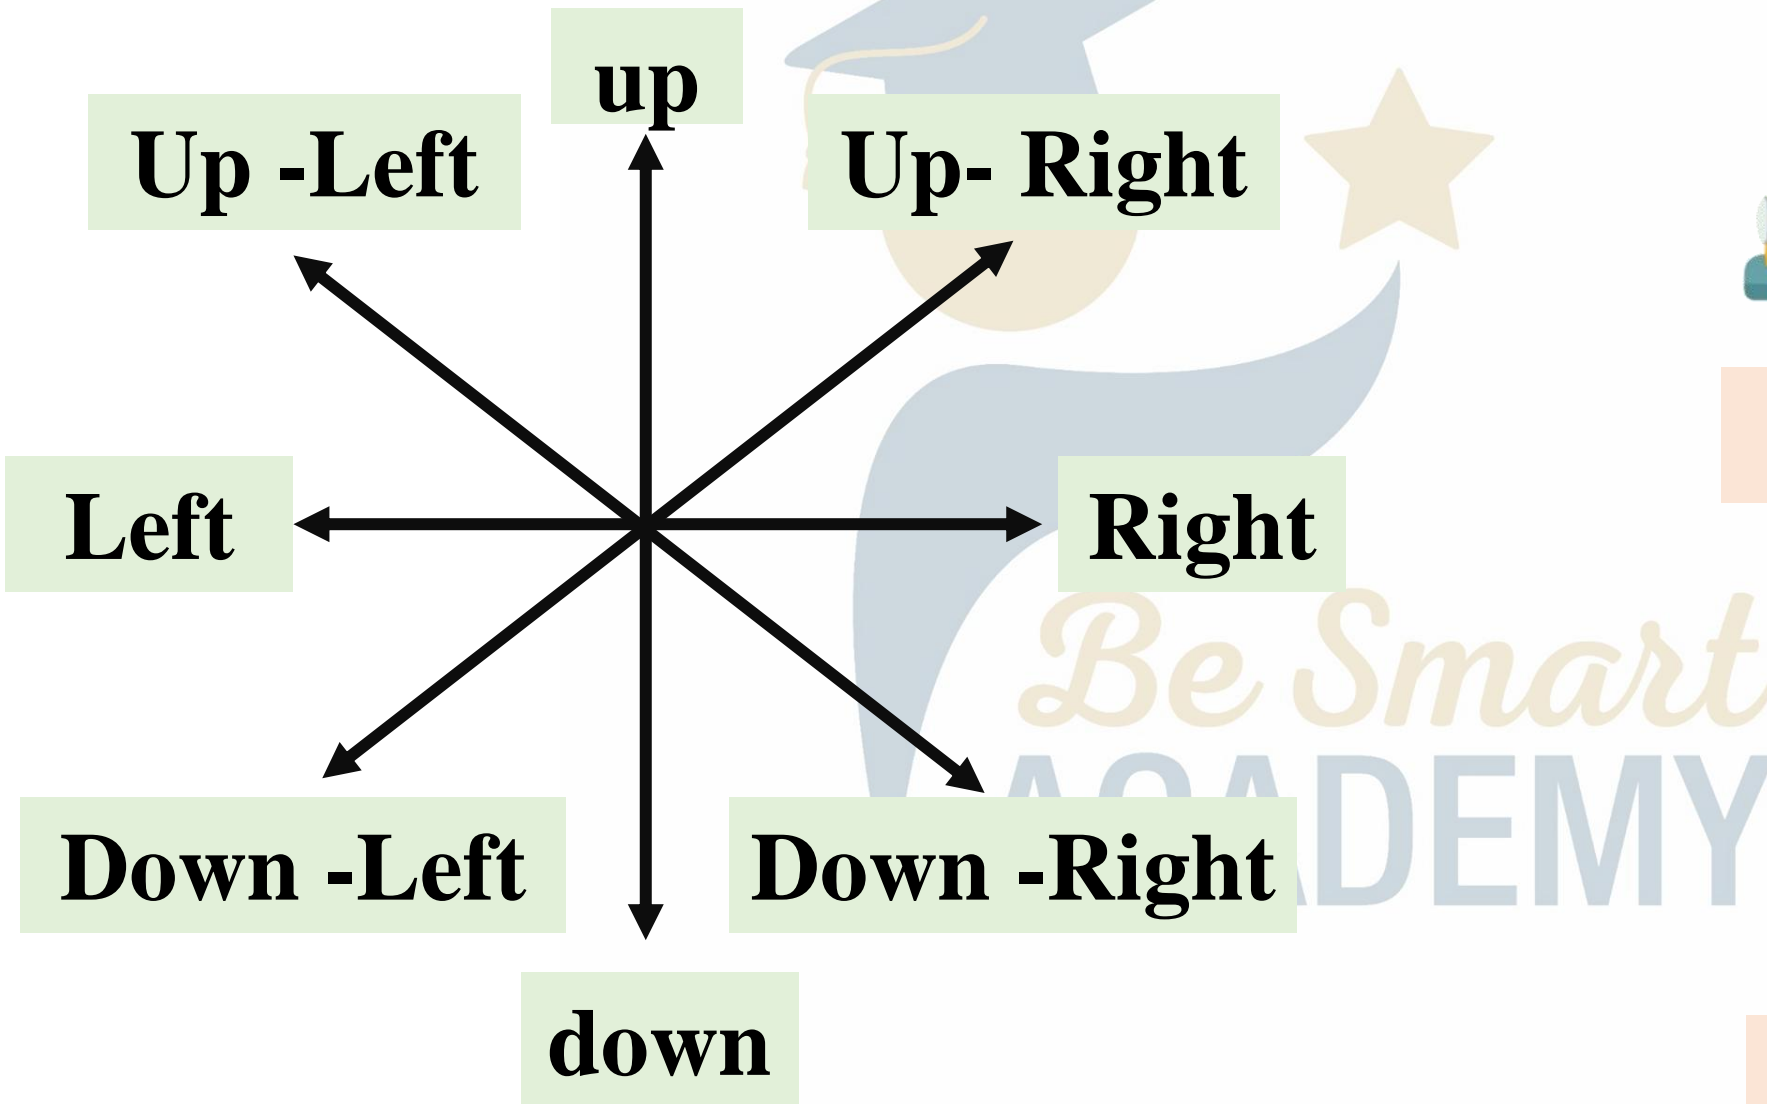 up
Up -Left
Up- Right
Left
Right
Be Smart
ACADEMY
Down -Left
Down -Right
down